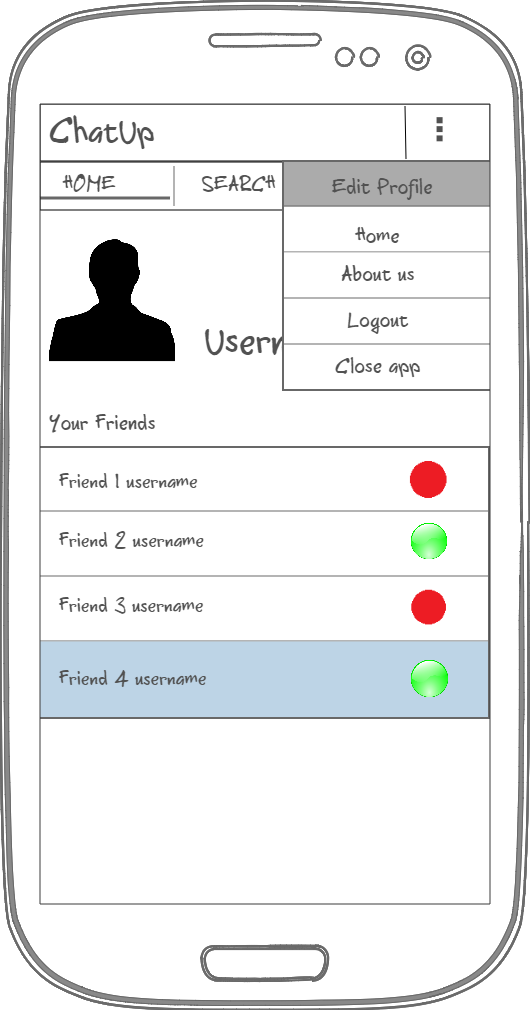 ChatUp
HOME
SEARCH
Edit Profile
Home
About us
Logout
Close app
Your Friends
Friend 1 username
Friend 2 username
Friend 3 username
Friend 4 username